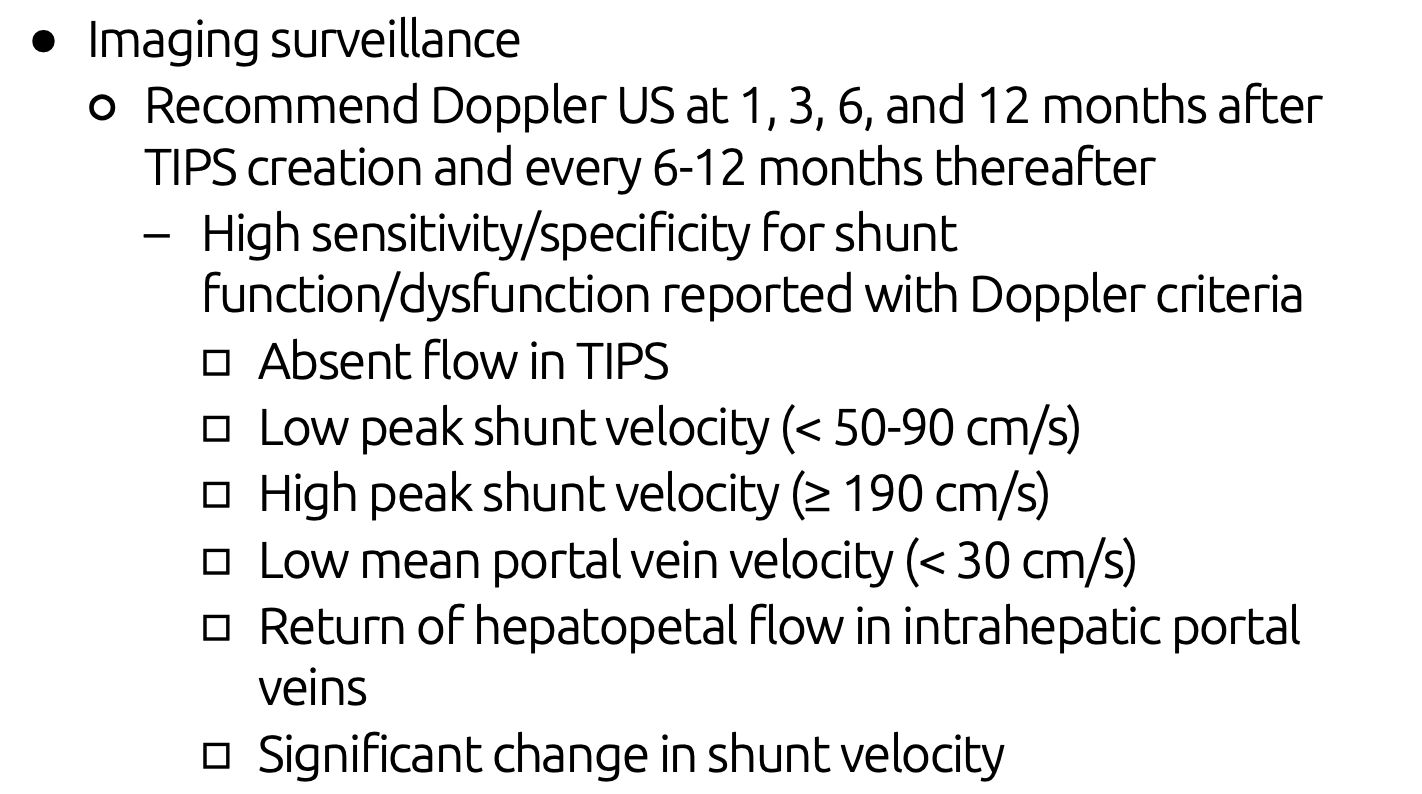 ● Imaging surveillance
○ Recommend Doppler US at 1, 3, 6, and 12 months after
TIPS creation and every 6-12 months thereafter
– High sensitivity/specificity for shunt
function/dysfunction reported with Doppler criteria
□ Absent flow in TIPS
□ Low peak shunt velocity (< 50-90 cm/s)
□ High peak shunt velocity (≥ 190 cm/s)
□ Low mean portal vein velocity (< 30 cm/s)
□ Return of hepatopetal flow in intrahepatic portal
veins
□ Significant change in shunt velocity